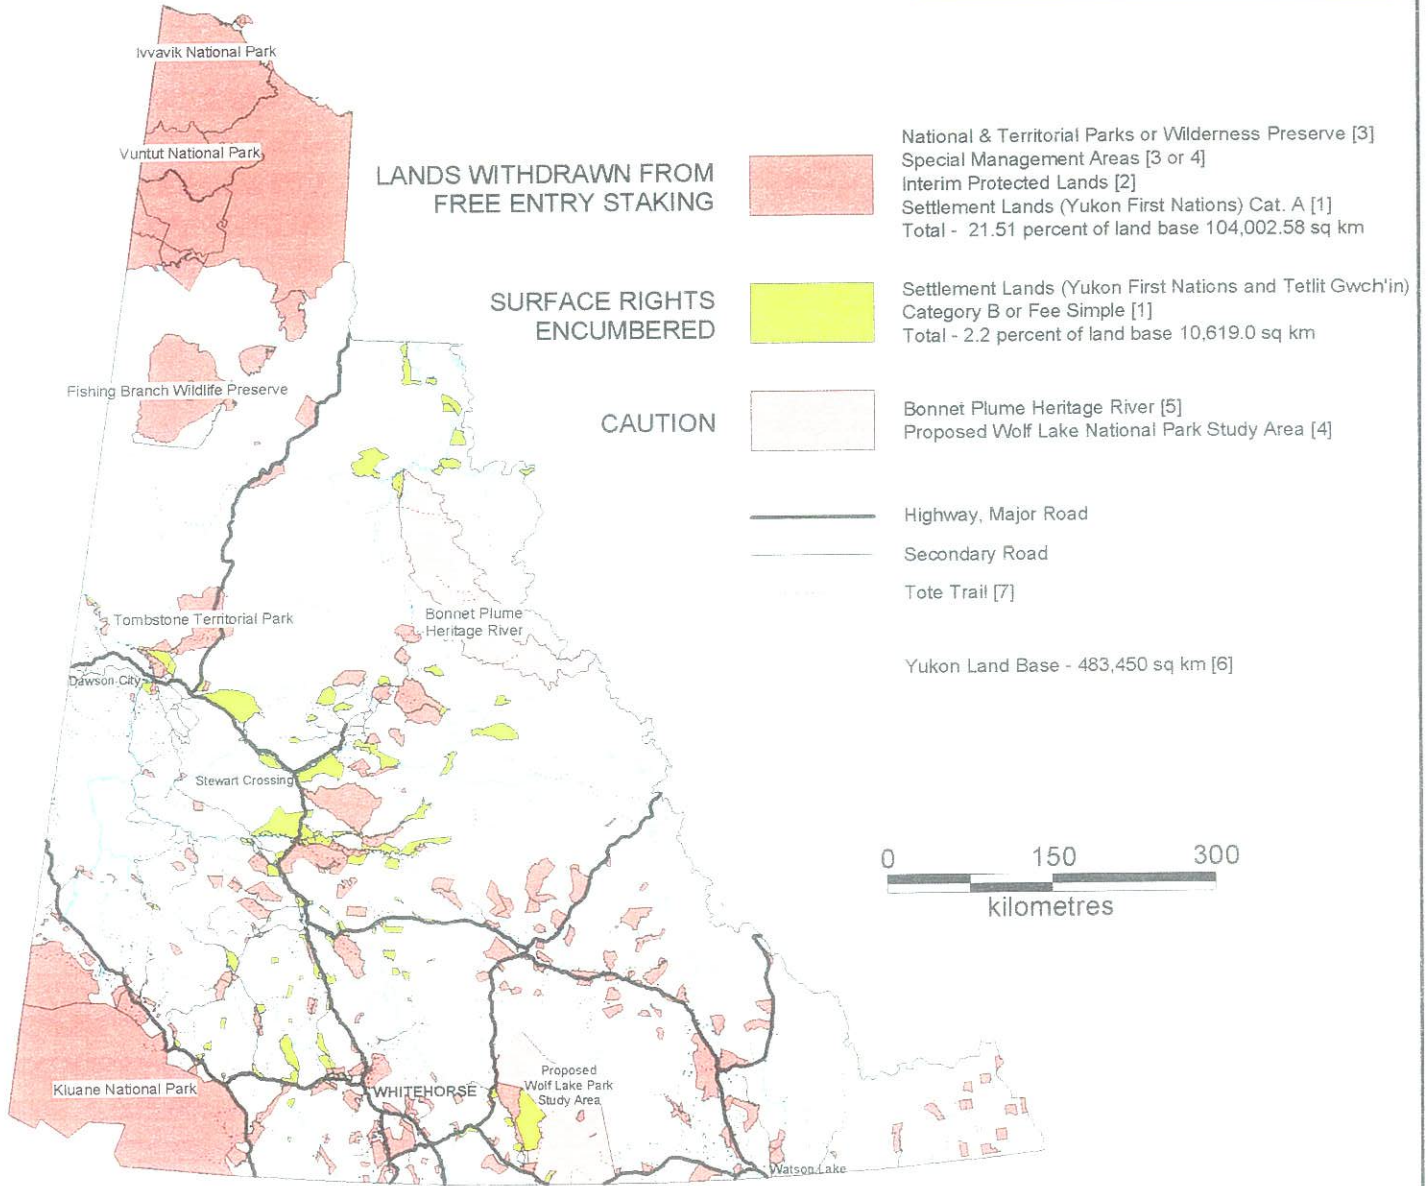 Ivvavik National Park
Vuntut National Park
LANDS WITHDRAWN FROM
FREE ENTRY STAKING
National & Territorial Parks or Wilderness Preserve [3]
Special Management Areas [3 or 4]
Interim Protected Lands [2]
Settlement Lands (Yukon First Nations) Cat. A [1]
Total - 21.51 percent of land base 104,002.58 sq km
SURFACE RIGHTS
ENCUMBERED
Settlement Lands (Yukon First Nations and Tetlit Gwch'in)
Category B or Fee Simple [1]
Total - 2.2 percent of land base 10,619.0 sq km
Fishing Branch Wildlife Preserve
CAUTION
Bonnet Plume Heritage River [5]
Proposed Wolf Lake National Park Study Area [4]
Highway, Major Road
Secondary Road
Tote Trail [7]
Yukon Land Base - 483,450 sq km [6]
Tombstone Territorial Park
Bonnet Plume
Heritage River
Dawson City
Stewart Crossing
0 150 300
kilometres
Kluane National Park
WHITEHORSE
Proposed
Wolf Lake Park
Study Area
Watson Lake